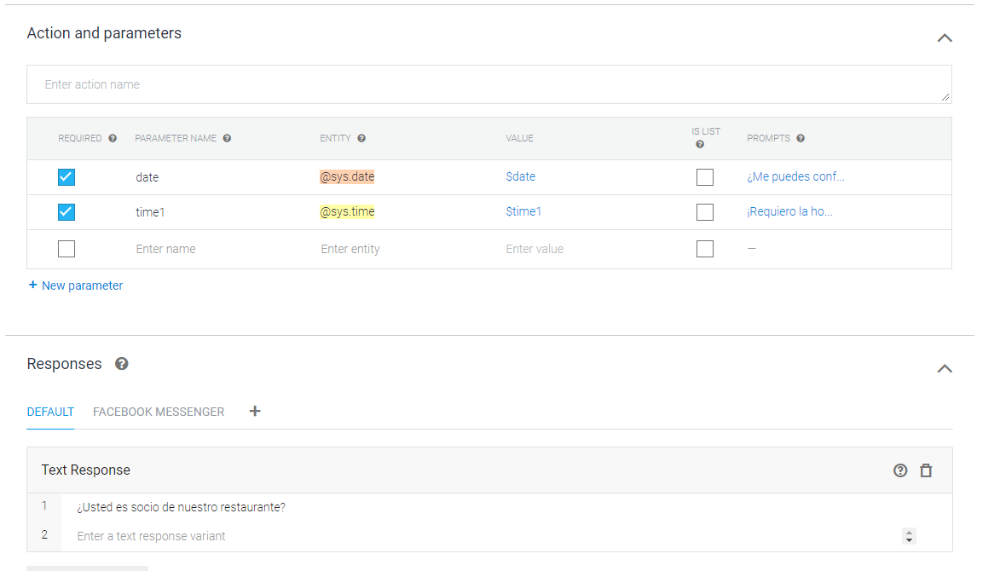 Action and parameters
Enter action name
REQUIRED PARAMETER NAME ENTITY VALUE IS LIST PROMPTS
date @sys.date $date ¿Me puedes conf...
time1 @sys.time $time1 ¡Requiero la ho...
Enter name Enter entity Enter value —
+ New parameter
Responses
DEFAULT FACEBOOK MESSENGER +
Text Response
1 ¿Usted es socio de nuestro restaurante?
2 Enter a text response variant